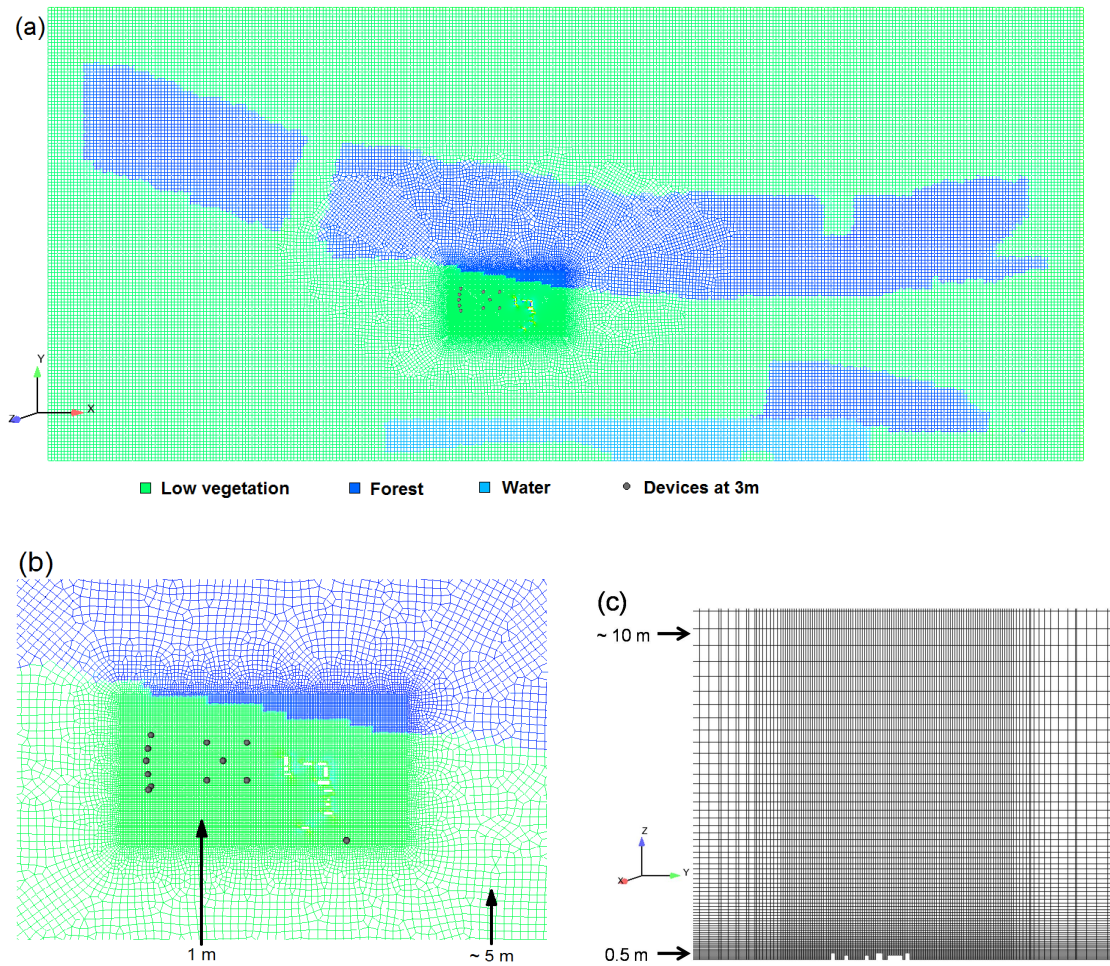 (a)
Y
Z
X
Low vegetation Forest Water Devices at 3m
(b)
1 m
~ 5 m
(c)
~ 10 m
Z
X
Y
0.5 m